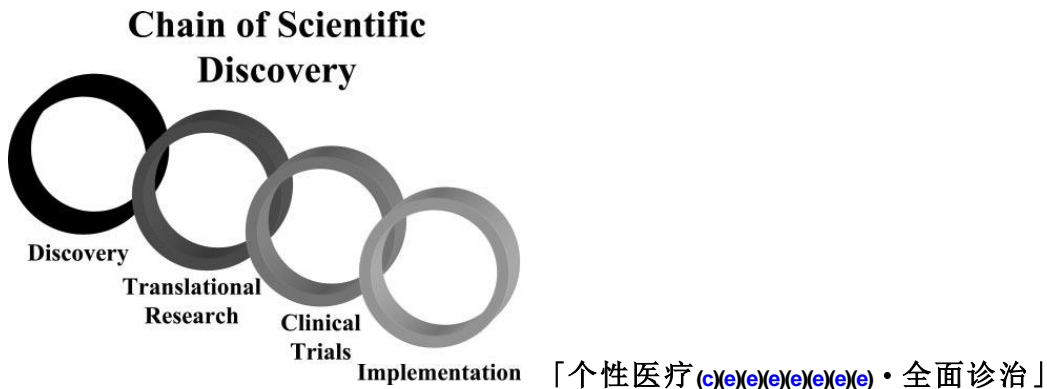 Chain of Scientific
Discovery
Discovery
Translational
Research
Clinical
Trials
Implementation
「个性医疗(c)(e)(e)(e)(e)(e)(e)(e)・全面诊治」